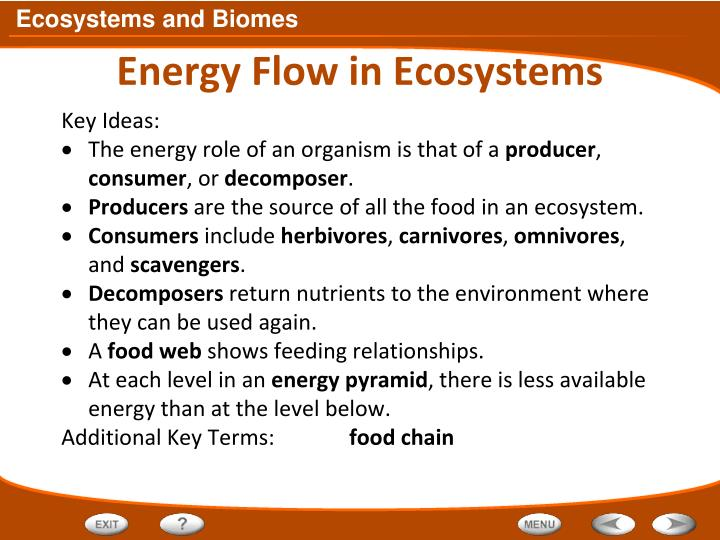 Ecosystems and Biomes
Energy Flow in Ecosystems
Key Ideas:
• The energy role of an organism is that of a producer,
consumer, or decomposer.
• Producers are the source of all the food in an ecosystem.
• Consumers include herbivores, carnivores, omnivores,
and scavengers.
• Decomposers return nutrients to the environment where
they can be used again.
• A food web shows feeding relationships.
• At each level in an energy pyramid, there is less available
energy than at the level below.
Additional Key Terms: food chain
EXIT ? MENU